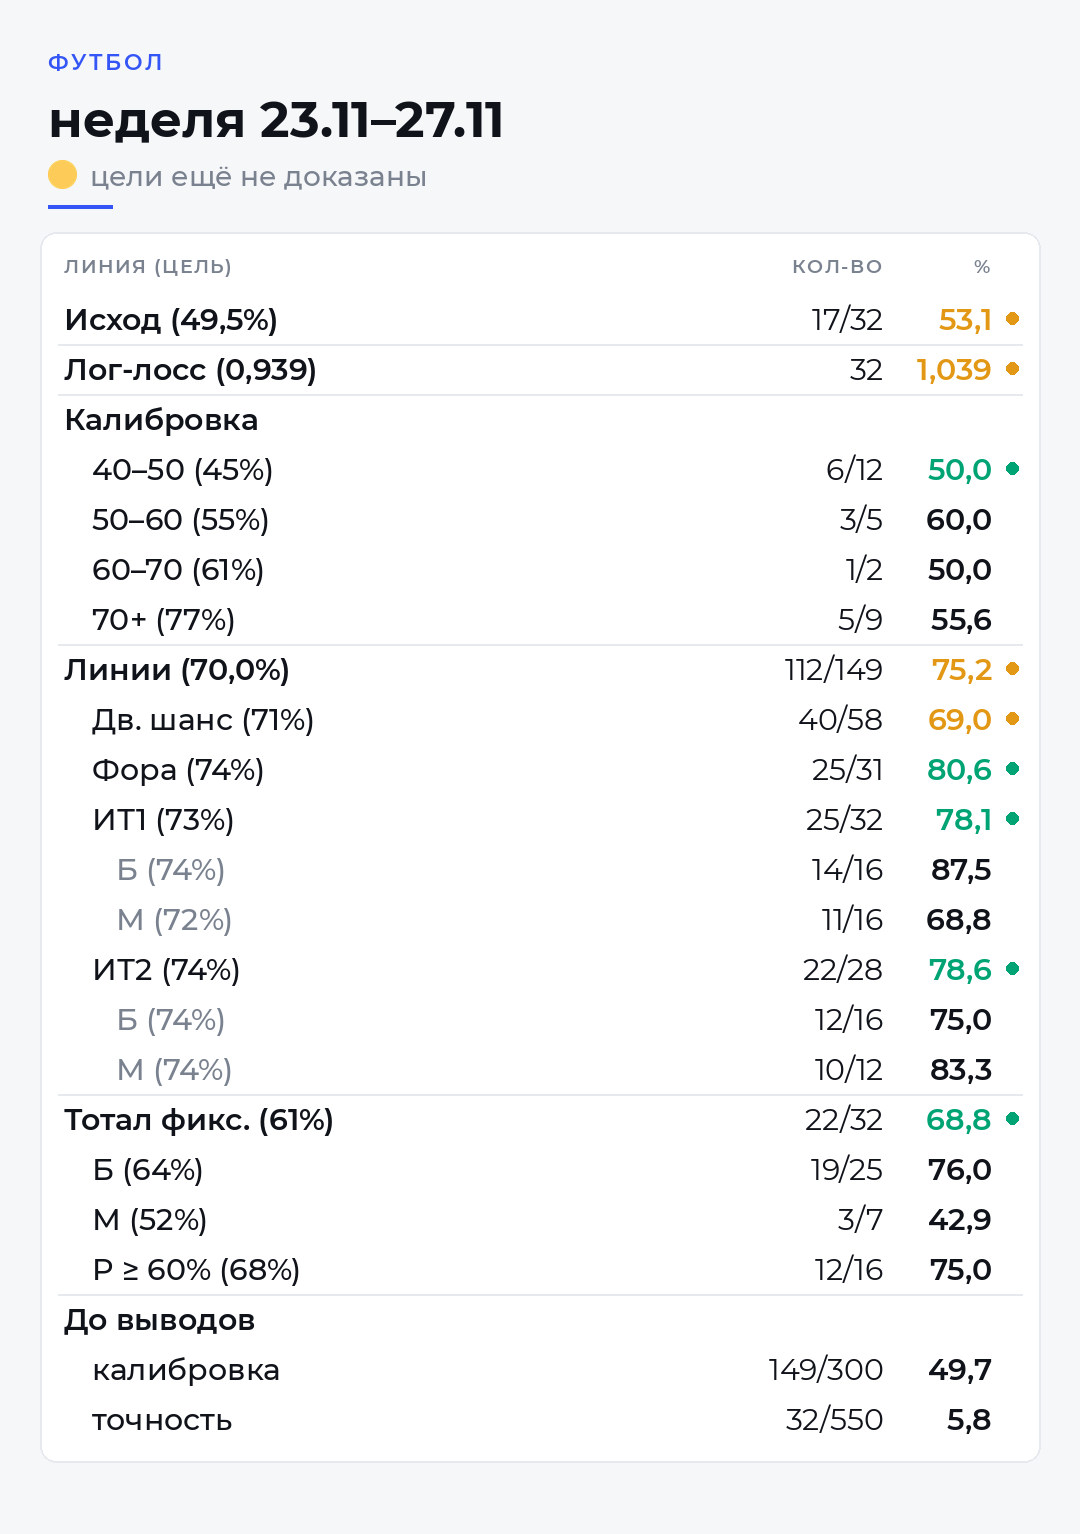 ФУТБОЛ
неделя 23.11–27.11
цели ещё не доказаны
ЛИНИЯ (ЦЕЛЬ) КОЛ-ВО %
Исход (49,5%) 17/32 53,1
Лог-лосс (0,939) 32 1,039
Калибровка
40–50 (45%) 6/12 50,0
50–60 (55%) 3/5 60,0
60–70 (61%) 1/2 50,0
70+ (77%) 5/9 55,6
Линии (70,0%) 112/149 75,2
Дв. шанс (71%) 40/58 69,0
Фора (74%) 25/31 80,6
ИТ1 (73%) 25/32 78,1
Б (74%) 14/16 87,5
М (72%) 11/16 68,8
ИТ2 (74%) 22/28 78,6
Б (74%) 12/16 75,0
М (74%) 10/12 83,3
Тотал фикс. (61%) 22/32 68,8
Б (64%) 19/25 76,0
М (52%) 3/7 42,9
Р ≥ 60% (68%) 12/16 75,0
До выводов
калибровка 149/300 49,7
точность 32/550 5,8